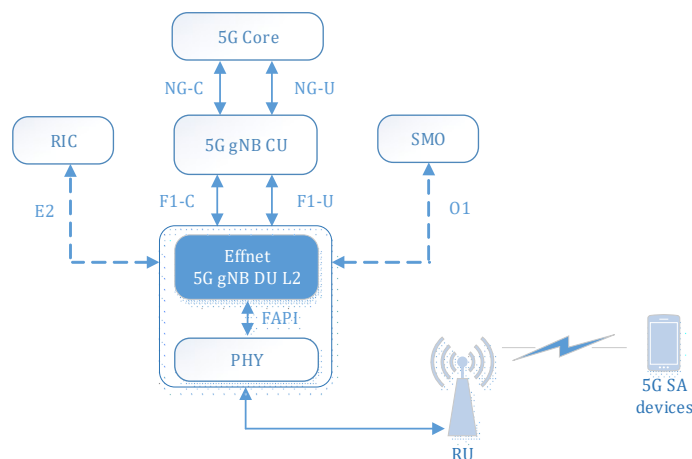 5G Core
NG-C
NG-U
5G gNB CU
RIC
SMO
F1-C
F1-U
E2
O1
Effnet
5G gNB DU L2
FAPI
PHY
5G SA
devices
RU